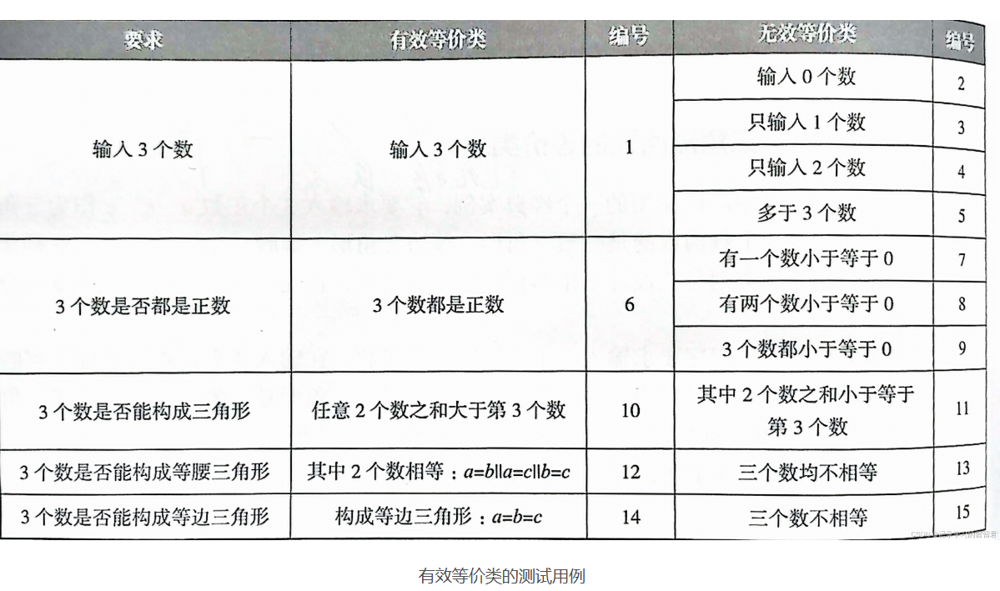 要求 有效等价类 编号 无效等价类 编号
输入 3 个数 输入 3 个数 1 输入 0 个数 2
只输入 1 个数 3
只输入 2 个数 4
多于 3 个数 5
3 个数是否都是正数 3 个数都是正数 6 有一个数小于等于 0 7
有两个数小于等于 0 8
3 个数都小于等于 0 9
3 个数是否能构成三角形 任意 2 个数之和大于第 3 个数 10 其中 2 个数之和小于等于 11
第 3 个数
3 个数是否能构成等腰三角形 其中 2 个数相等：a=b||a=c||b=c 12 三个数均不相等 13
3 个数是否能构成等边三角形 构成等边三角形：a=b=c 14 三个数不相等 15
有效等价类的测试用例